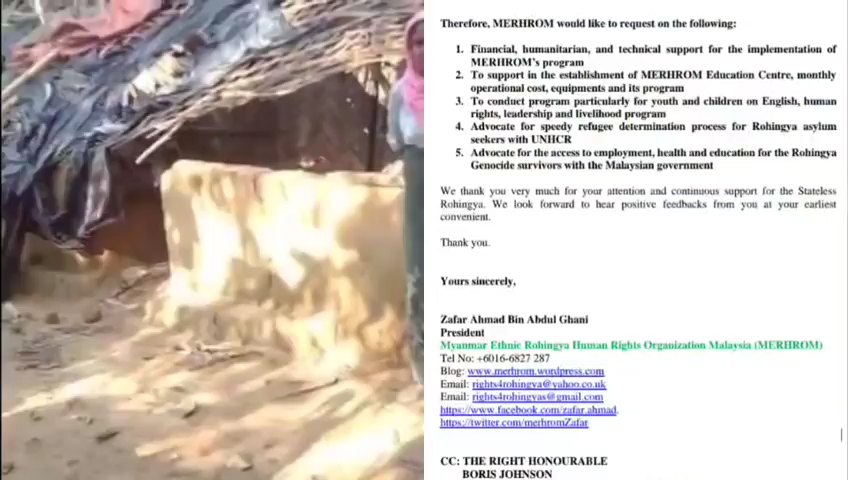 Therefore, MERHROM would like to request on the following:
1. Financial, humanitarian, and technical support for the implementation of
MERHROM's program
2. To support in the establishment of MERHROM Education Centre, monthly
operational cost, equipments and its program
3. To conduct program particularly for youth and children on English, human
rights, leadership and livelihood program
4. Advocate for speedy refugee determination process for Rohingya asylum
seekers with UNHCR
5. Advocate for the access to employment, health and education for the Rohingya
Genocide survivors with the Malaysian government
We thank you very much for your attention and continuous support for the Stateless
Rohingya. We look forward to hear positive feedbacks from you at your earliest
convenient.
Thank you.
Yours sincerely,
Zafar Ahmad Bin Abdul Ghani
President
Myanmar Ethnic Rohingya Human Rights Organization Malaysia (MERHROM)
Tel No: +6016-6827 287
Blog: www.merhrom.wordpress.com
Email: rights4rohingya@yahoo.co.uk
Email: rights4rohingyas@gmail.com
https://www.facebook.com/zafar.ahmad.
https://twitter.com/merhromZafar
CC: THE RIGHT HONOURABLE
BORIS JOHNSON